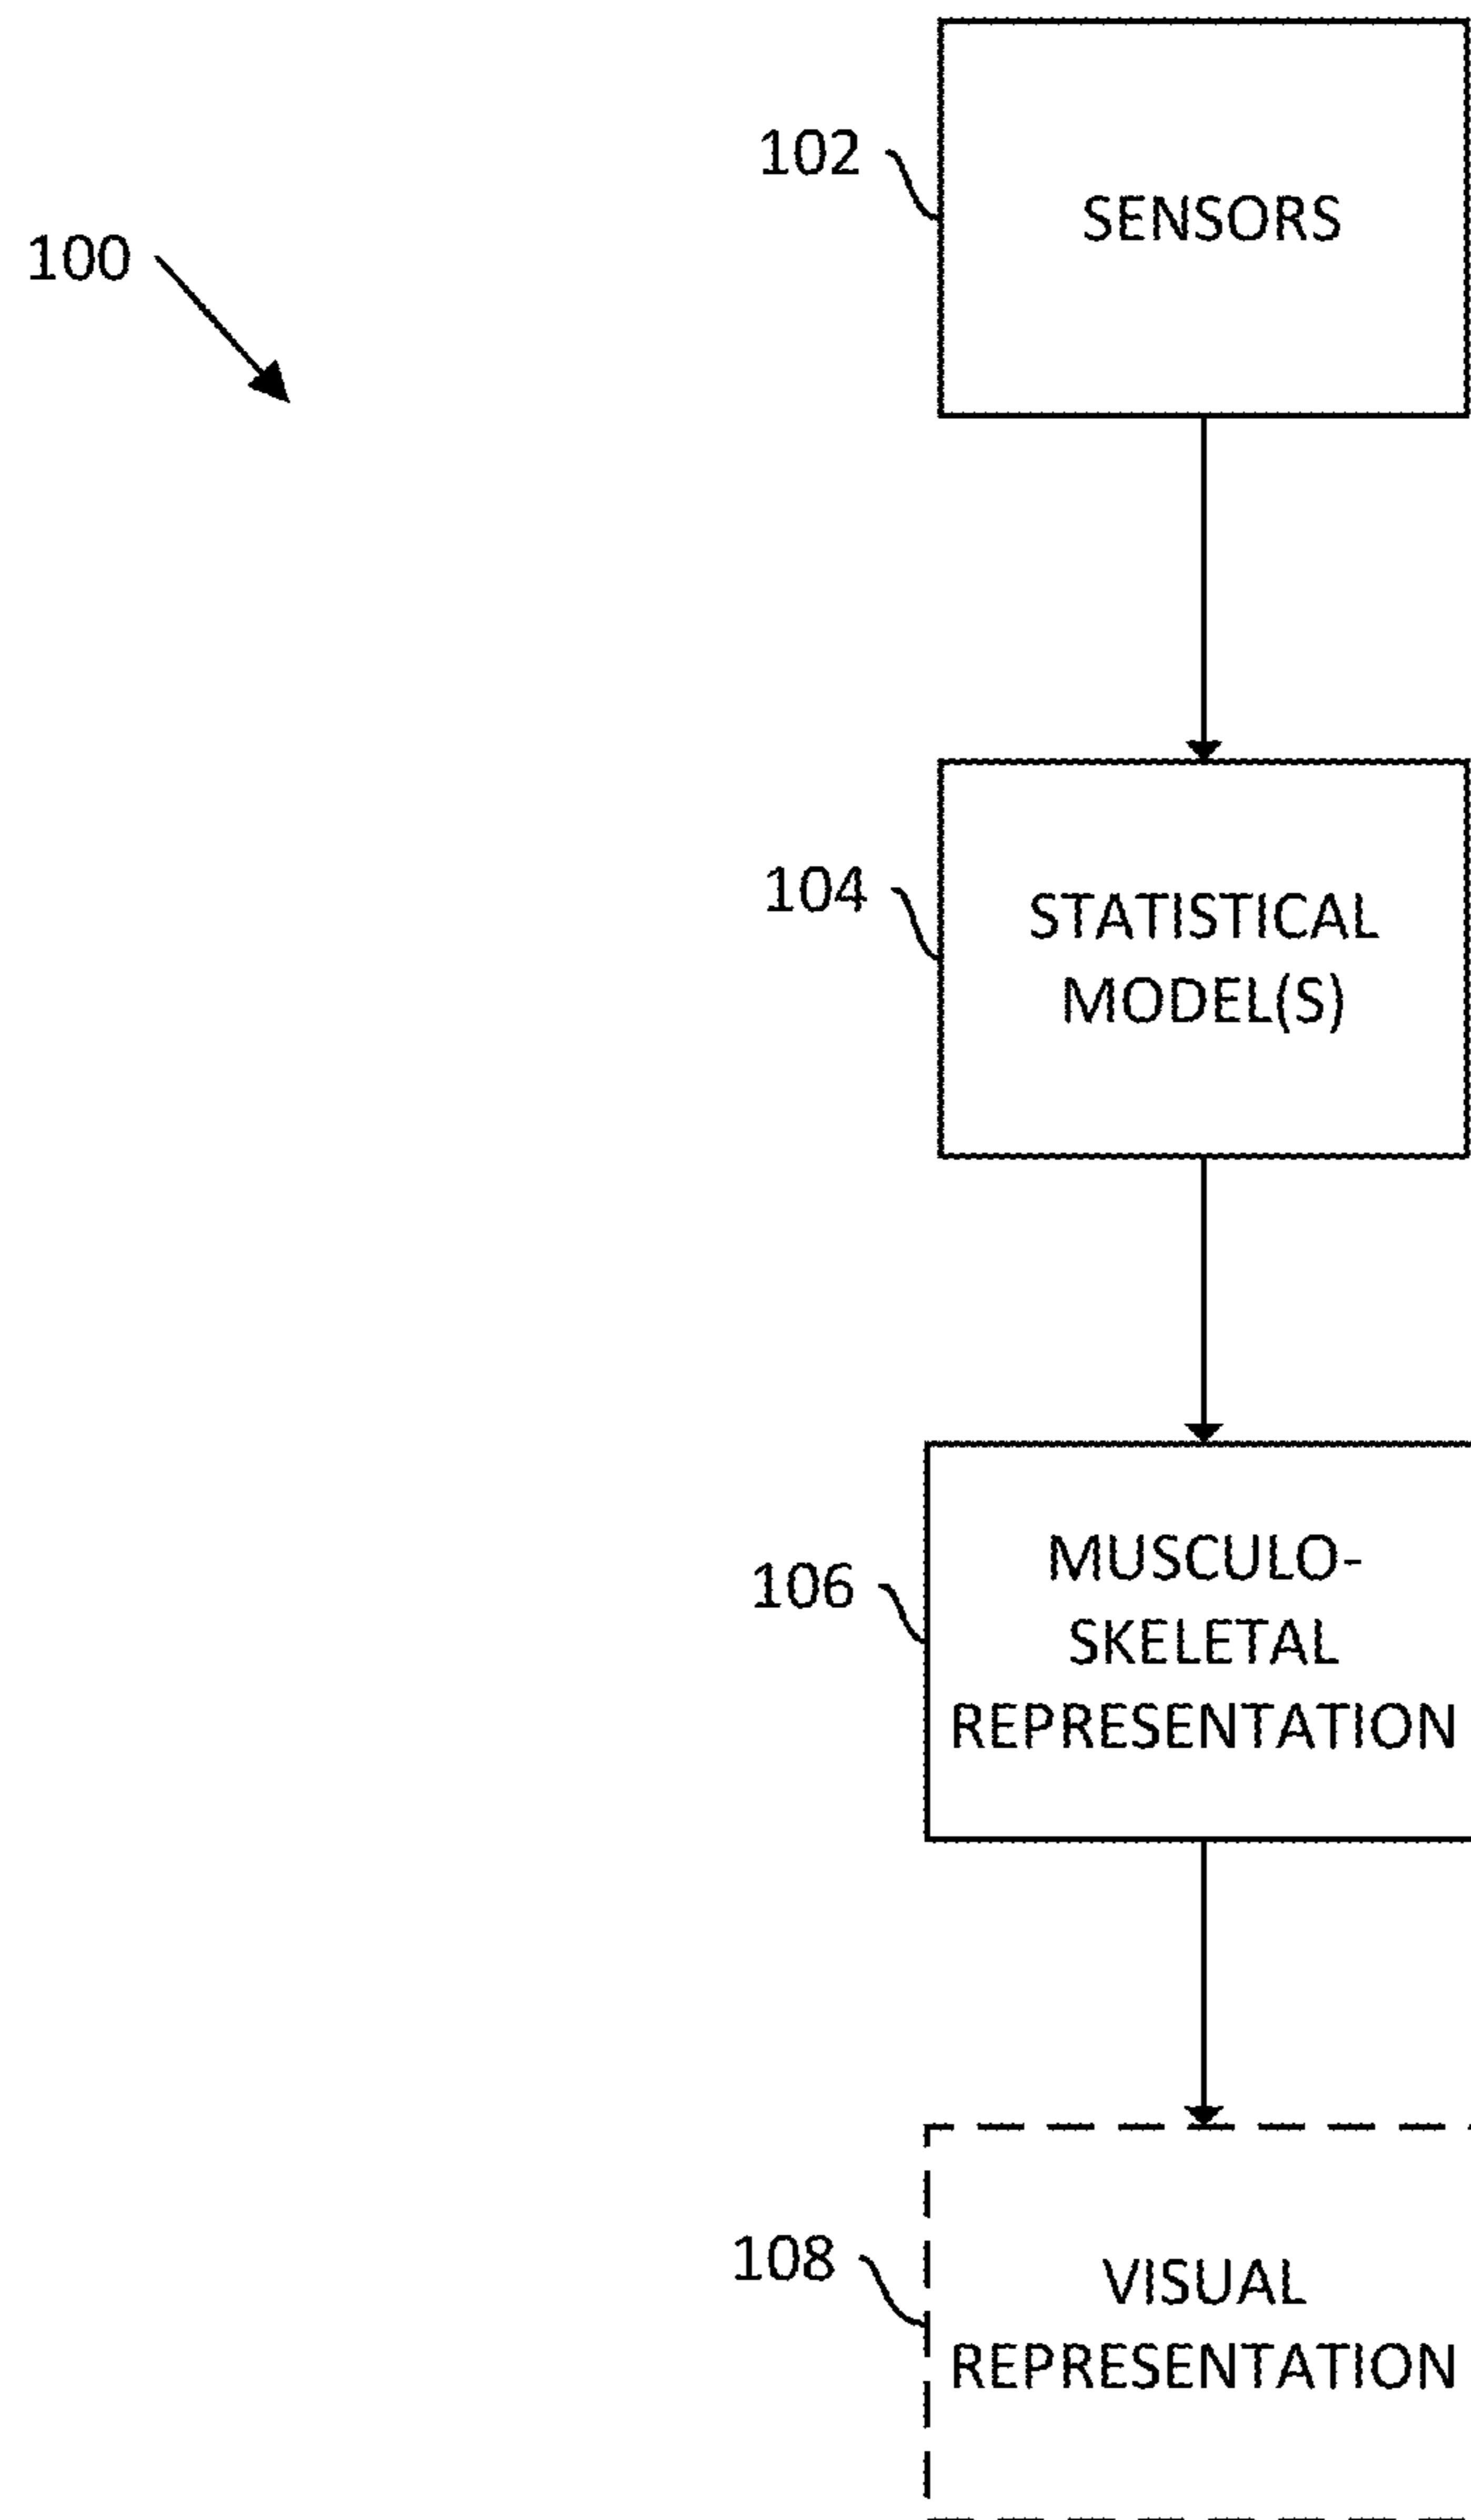 102
SENSORS
100
104
STATISTICAL
MODEL(S)
106
MUSCULO-
SKELETAL
REPRESENTATION
108
VISUAL
REPRESENTATION